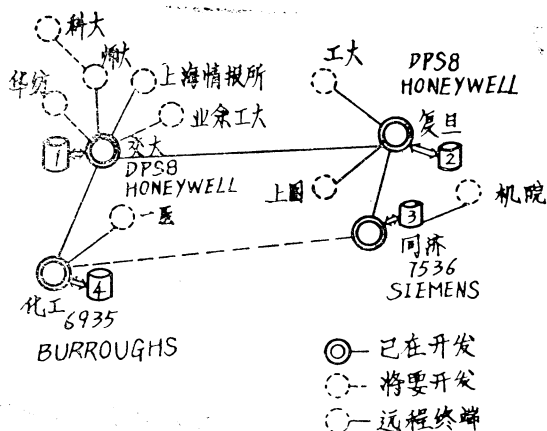 科大
师大
华纺
上海情报所
业余工大
1
交大
DPS8
HONEYWELL
工大
DPS8
HONEYWELL
复旦
2
上图
机院
3
同济
7536
SIEMENS
一医
4
化工
6935
BURROUGHS
已在开发
将要开发
远程终端